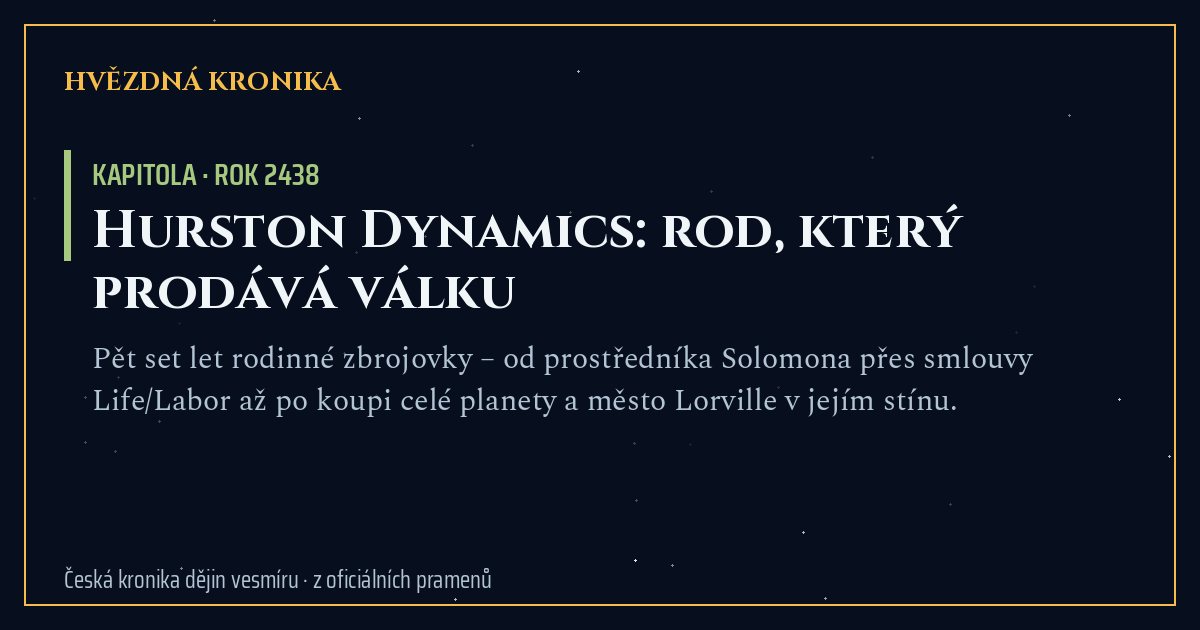 HVĚZDNÁ KRONIKA
KAPITOLA · ROK 2438
Hurston Dynamics: rod, který
prodává válku
Pět set let rodinné zbrojovky – od prostředníka Solomona přes smlouvy
Life/Labor až po koupi celé planety a město Lorville v jejím stínu.
Česká kronika dějin vesmíru · z oficiálních pramenů